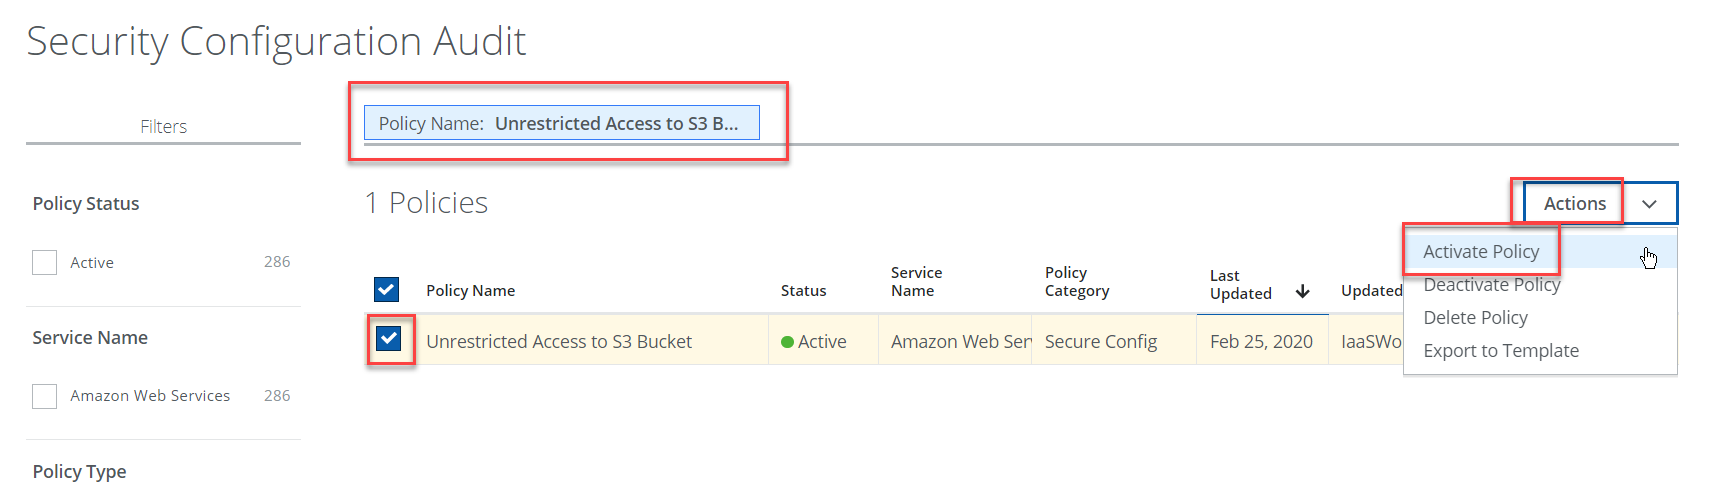 Security Configuration Audit
Filters
Policy Name: Unrestricted Access to S3 B...
Policy Status
Active 286
Service Name
Amazon Web Services 286
Policy Type
1 Policies
Actions
Activate Policy
Deactivate Policy
Delete Policy
Export to Template
Policy Name
Status
Service
Name
Policy
Category
Last
Updated
Updated
Unrestricted Access to S3 Bucket
Active
Amazon Web Ser
Secure Config
Feb 25, 2020
IaaSWo